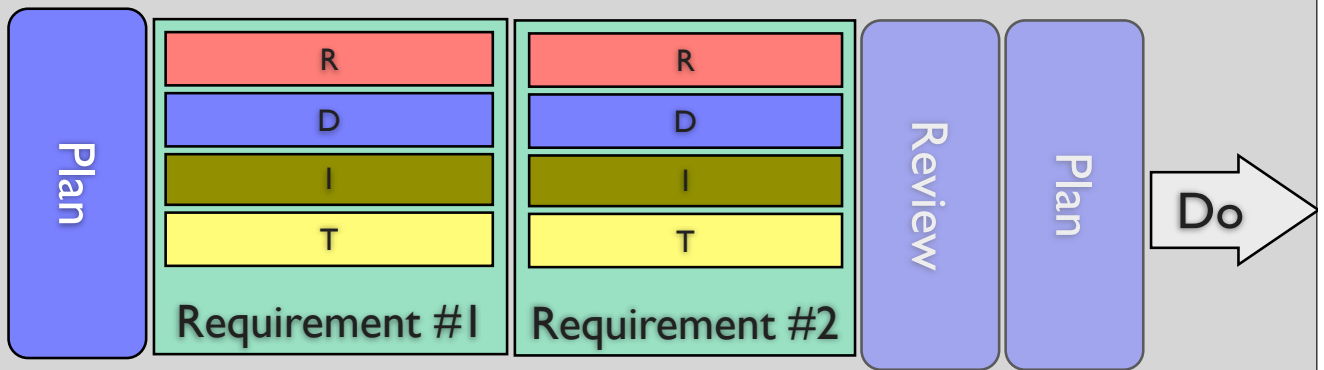 Plan
R
D
I
T
Requirement #1
R
D
I
T
Requirement #2
Review
Plan
Do